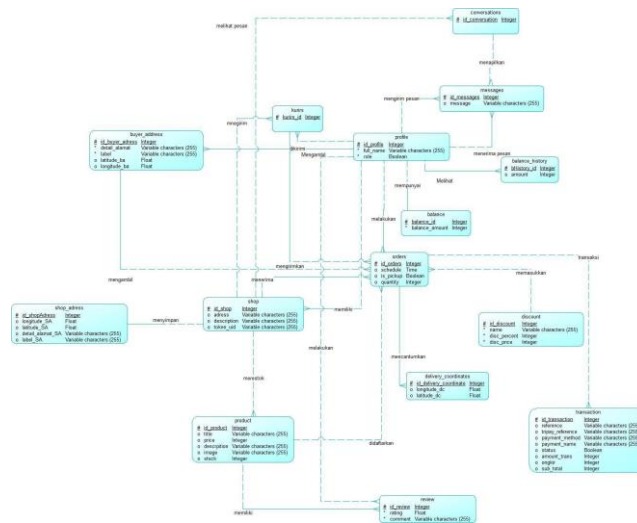 conversations
# id_conversation Integer
melihat pesan
menampilkan
messages
# id_messages Integer
o message Variable characters (255)
mengirim pesan
kurirs
# kurirs_id Integer
mengirim
buyer_address
# id_buyer_adress Integer
* detail_alamat Variable characters (255)
* label Variable characters (255)
o latitude_ba Float
o longitude_ba Float
dikirim
Mengambil
profile
# id_profile Integer
* full_name Variable characters (255)
* role Boolean
menerima pesan
balance_history
# bHistory_id Integer
o amount Integer
Melihat
mempunyai
balance
# balance_id Integer
* balance_amount Integer
melakukan
mengirimkan
orders
# id_orders Integer
o schedule Time
o is_pickup Boolean
o quantity Integer
transaksi
mengambil
menerima
memasukkan
shop_adress
# id_shopAdress Integer
o longitude_SA Float
o latitude_SA Float
o detail_alamat_SA Variable characters (255)
o label_SA Variable characters (255)
menyimpan
shop
# id_shop Integer
o adress Variable characters (255)
o description Variable characters (255)
o token_uid Variable characters (255)
memiliki
discount
# id_discount Integer
* name Variable characters (255)
* disc_percent Integer
* disc_price Integer
melakukan
mencantumkan
delivery_coordinates
# id_delivery_coordinate Integer
o longitude_dc Float
o latitude_dc Float
memiliki
product
# id_product Integer
o title Variable characters (255)
o price Integer
o description Variable characters (255)
o image Variable characters (255)
o stock Integer
didaftarkan
transaction
# id_transaction Integer
o reference Variable characters (255)
o tripay_reference Variable characters (255)
o payment_method Variable characters (255)
o payment_name Variable characters (255)
o status Boolean
o amount_trans Integer
o ongkir Integer
o sub_total Integer
memiliki
review
# id_review Integer
* rating Float
* comment Variable characters (255)